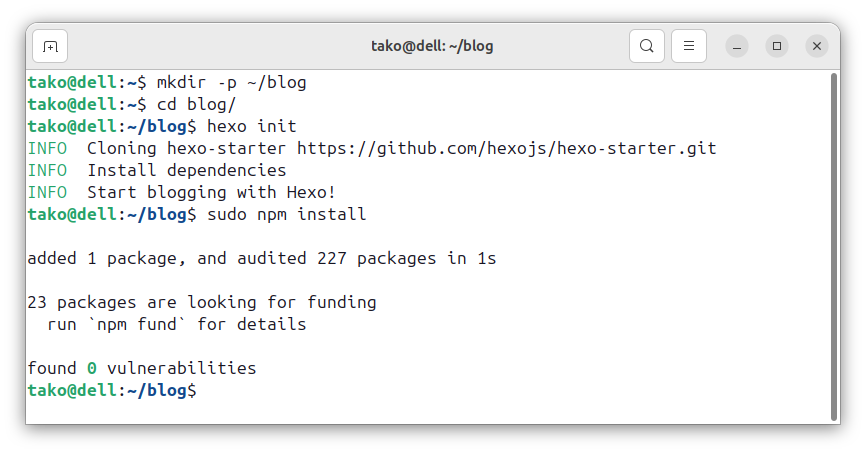 tako@dell: ~/blog
tako@dell:~$ mkdir -p ~/blog
tako@dell:~$ cd blog/
tako@dell:~/blog$ hexo init
INFO  Cloning hexo-starter https://github.com/hexojs/hexo-starter.git
INFO  Install dependencies
INFO  Start blogging with Hexo!
tako@dell:~/blog$ sudo npm install
added 1 package, and audited 227 packages in 1s
23 packages are looking for funding
  run `npm fund` for details
found 0 vulnerabilities
tako@dell:~/blog$